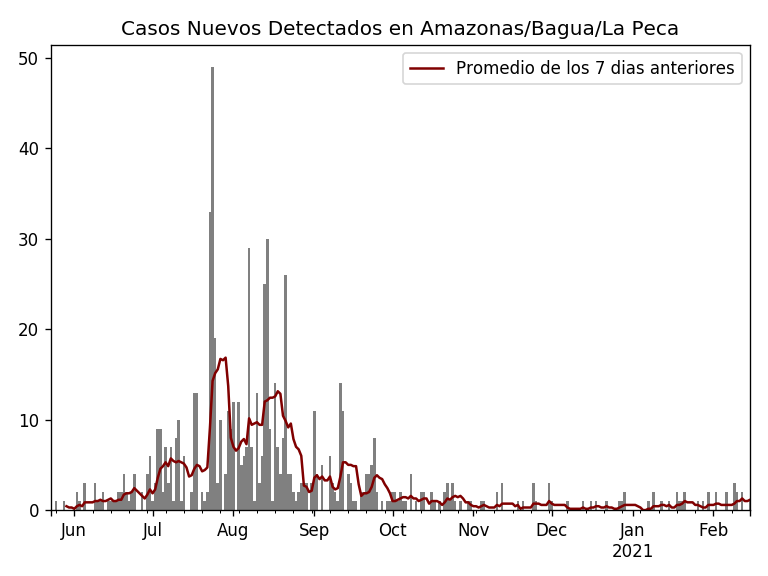 Casos Nuevos Detectados en Amazonas/Bagua/La Peca
Promedio de los 7 dias anteriores
50
40
30
20
10
0
Jun Jul Aug Sep Oct Nov Dec Jan Feb
2021